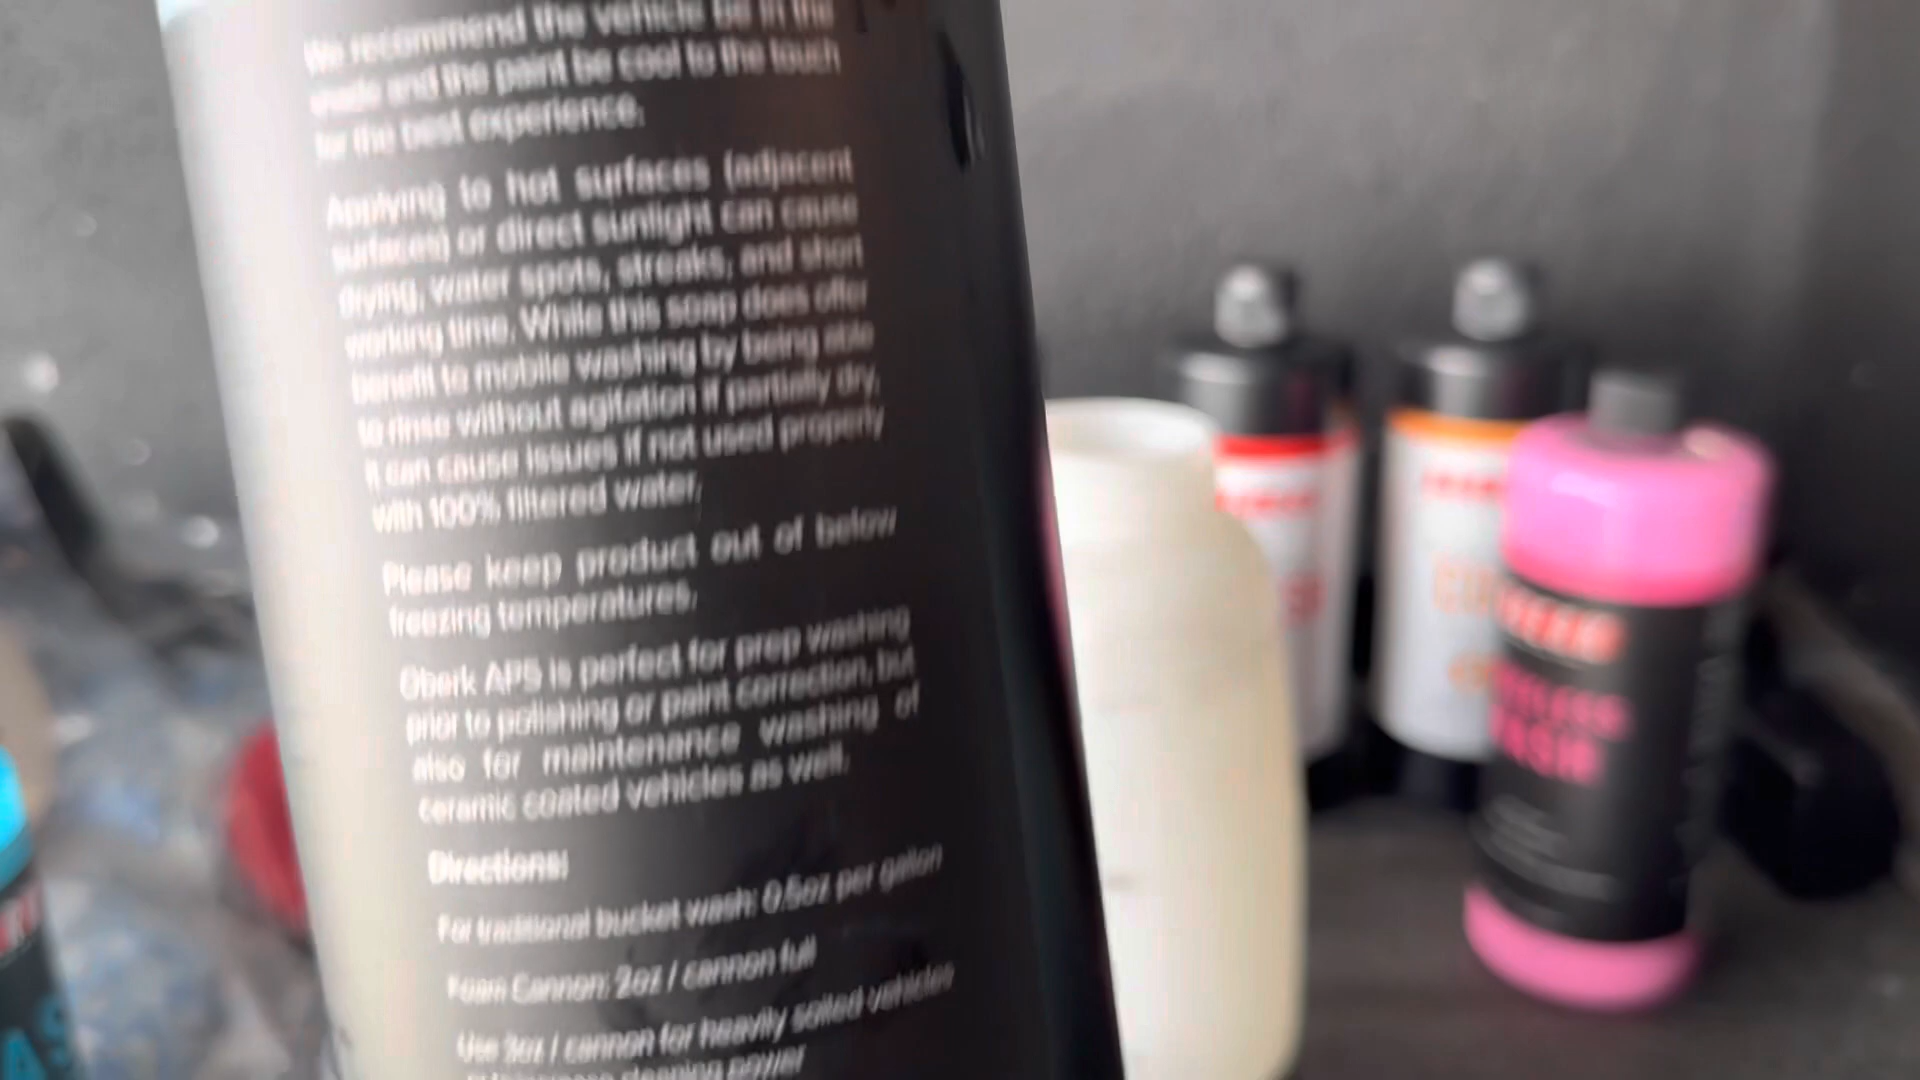 We recommend the vehicle be in the
shade and the paint be cool to the touch
for the best experience.
Applying to hot surfaces (adjacent
surfaces) or direct sunlight can cause
drying, water spots, streaks, and short
working time. While this soap does offer
benefit to mobile washing by being able
to rinse without agitation if partially dry,
it can cause issues if not used properly
with 100% filtered water.
Please keep product out of below
freezing temperatures.
Oberk APS is perfect for prep washing
prior to polishing or paint correction, but
also for maintenance washing of
ceramic coated vehicles as well.
Directions:
For traditional bucket wash: 0.5oz per gallon
Foam Cannon: 2oz / cannon full
Use 3oz / cannon for heavily soiled vehicles
increase cleaning power
WASH